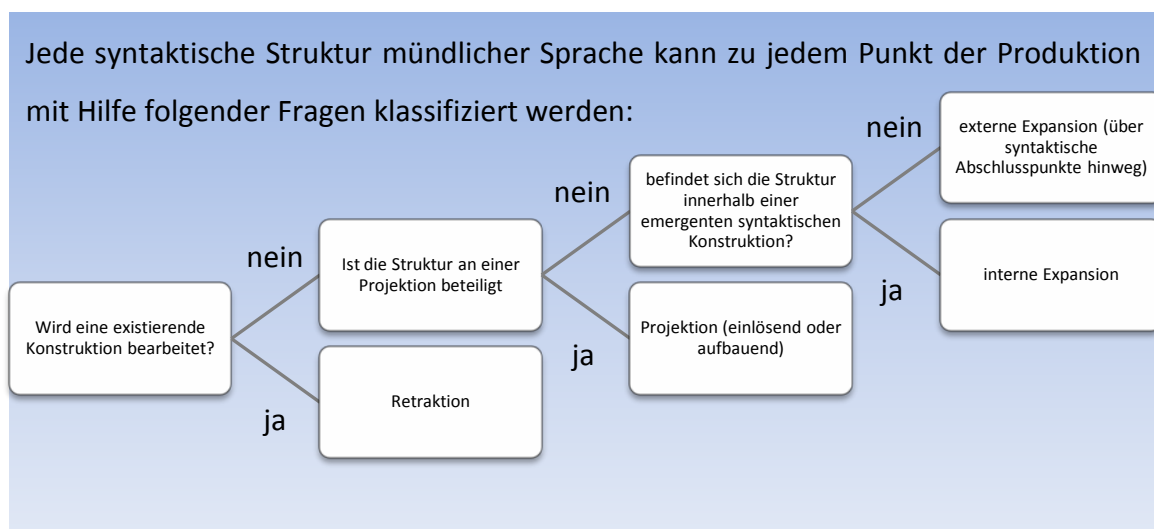 Jede syntaktische Struktur mündlicher Sprache kann zu jedem Punkt der Produktion
mit Hilfe folgender Fragen klassifiziert werden:
Wird eine existierende
Konstruktion bearbeitet?
nein
ja
Ist die Struktur an einer
Projektion beteiligt
Retraktion
nein
ja
befindet sich die Struktur
innerhalb einer
emergenten syntaktischen
Konstruktion?
Projektion (einlösend oder
aufbauend)
nein
ja
externe Expansion (über
syntaktische
Abschlusspunkte hinweg)
interne Expansion